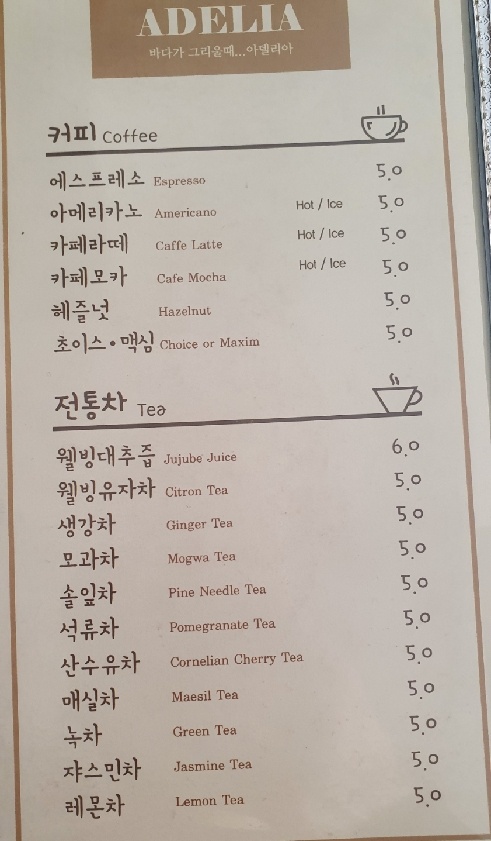 ADELIA
바다가 그리울때...아델리아
커피 Coffee
에스프레소 Espresso 5.0
아메리카노 Americano Hot / Ice 5.0
카페라떼 Caffe Latte Hot / Ice 5.0
카페모카 Cafe Mocha Hot / Ice 5.0
헤즐넛 Hazelnut 5.0
초이스•맥심 Choice or Maxim 5.0
전통차 Tea
웰빙대추즙 Jujube Juice 6.0
웰빙유자차 Citron Tea 5.0
생강차 Ginger Tea 5.0
모과차 Mogwa Tea 5.0
솔잎차 Pine Needle Tea 5.0
석류차 Pomegranate Tea 5.0
산수유차 Cornelian Cherry Tea 5.0
매실차 Maesil Tea 5.0
녹차 Green Tea 5.0
쟈스민차 Jasmine Tea 5.0
레몬차 Lemon Tea 5.0